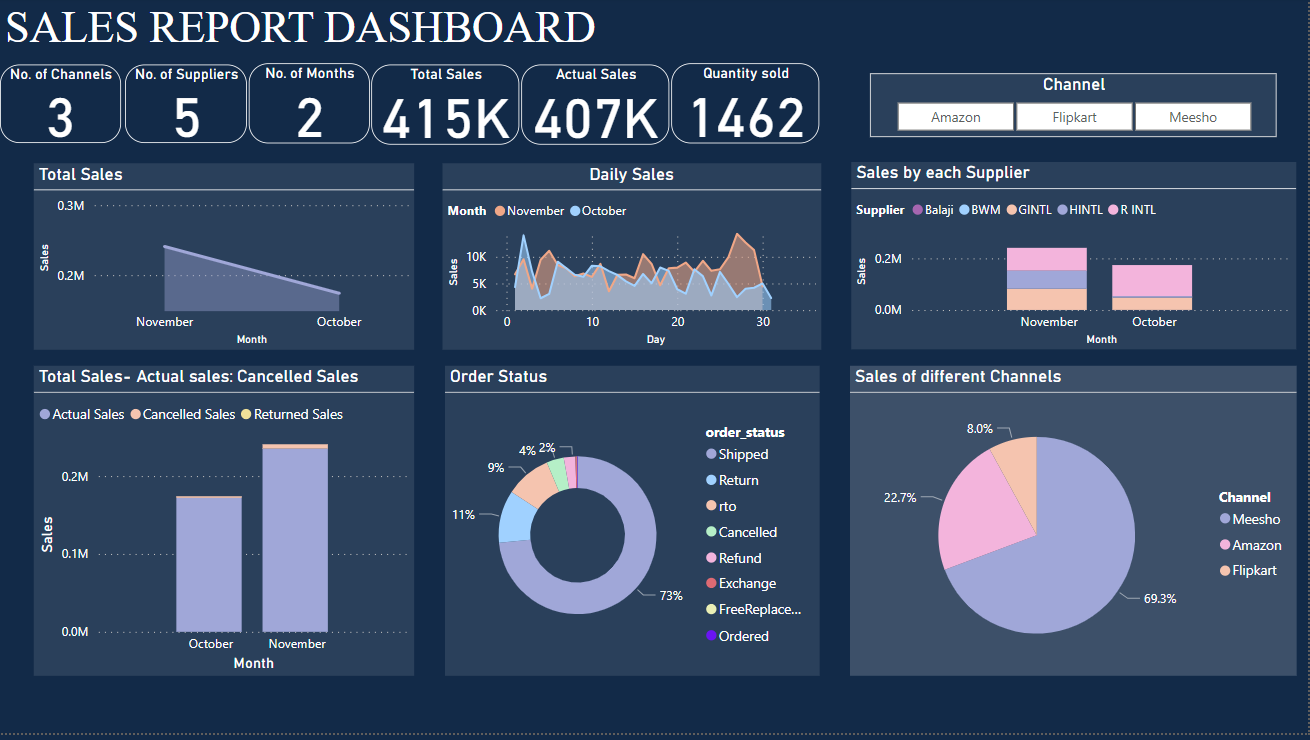 SALES REPORT DASHBOARD
No. of Channels
3
No. of Suppliers
5
No. of Months
2
Total Sales
415K
Actual Sales
407K
Quantity sold
1462
Channel
Amazon
Flipkart
Meesho
Total Sales
0.3M
0.2M
Sales
November
October
Month
Daily Sales
Month
November
October
10K
5K
0K
Sales
0
10
20
30
Day
Sales by each Supplier
Supplier
Balaji
BWM
GINTL
HINTL
R INTL
0.2M
0.0M
Sales
November
October
Month
Total Sales- Actual sales: Cancelled Sales
Actual Sales
Cancelled Sales
Returned Sales
0.2M
0.1M
0.0M
Sales
October
November
Month
Order Status
4%
2%
9%
11%
73%
order_status
Shipped
Return
rto
Cancelled
Refund
Exchange
FreeReplace...
Ordered
Sales of different Channels
8.0%
22.7%
69.3%
Channel
Meesho
Amazon
Flipkart